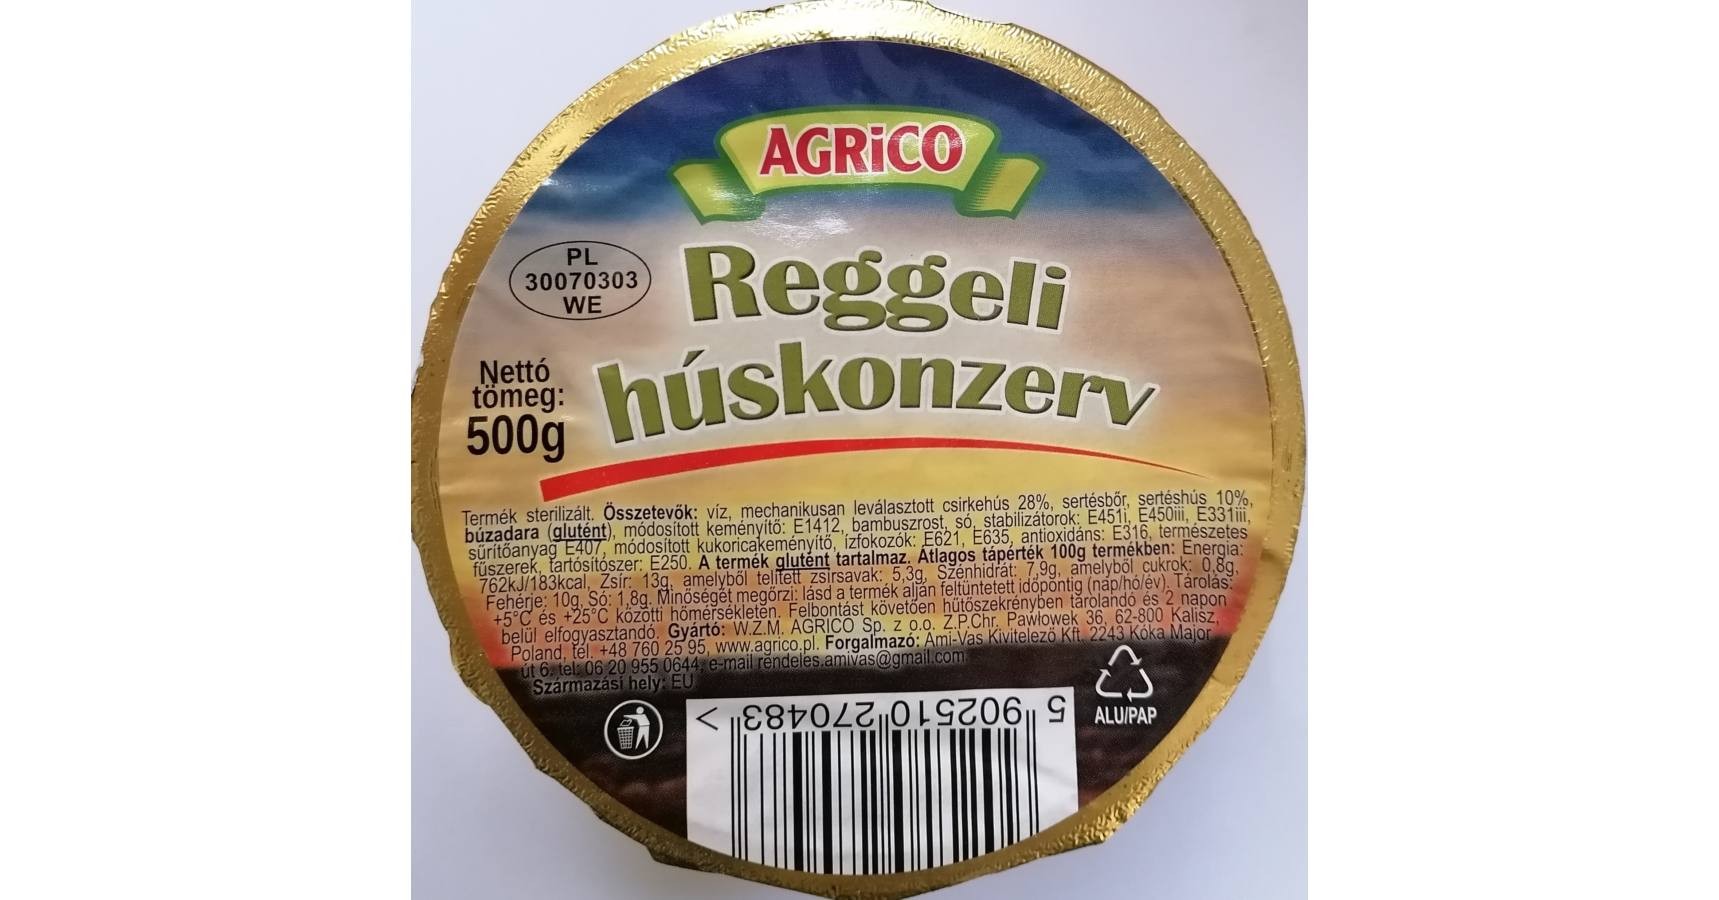 AGRiCO
PL
30070303
WE
Reggeli
húskonzerv
Nettó
tömeg:
500g
Termék sterilizált. Összetevők: víz, mechanikusan leválasztott csirkehús 28%, sertésbőr, sertéshús 10%,
búzadara (glutént), módosított keményítő: E1412, bambuszrost, só, stabilizátorok: E451i, E450iii, E331iii,
sűrítőanyag E407, módosított kukoricakeményítő, ízfokozók: E621, E635, antioxidáns: E316, természetes
fűszerek, tartósítószer: E250. A termék glutént tartalmaz. Átlagos tápérték 100g termékben: Energia:
762kJ/183kcal, Zsír: 13g, amelyből telített zsírsavak: 5,3g, Szénhidrát: 7,9g, amelyből cukrok: 0,8g,
Fehérje: 10g, Só: 1,8g. Minőségét megőrzi: lásd a termék alján feltüntetett időpontig (nap/hó/év). Tárolás:
+5°C és +25°C közötti hőmérsékleten. Felbontást követően hűtőszekrényben tárolandó és 2 napon
belül elfogyasztandó. Gyártó: W.Z.M. AGRICO Sp. z o.o. Z.P.Chr. Pawłowek 36, 62-800 Kalisz,
Poland, tel. +48 760 25 95, www.agrico.pl. Forgalmazó: Ami-Vas Kivitelező Kft. 2243 Kóka Major
út 6. tel: 06 20 955 0644, e-mail rendeles.amivas@gmail.com
Származási hely: EU
ALU/PAP
5 902510 270483 >